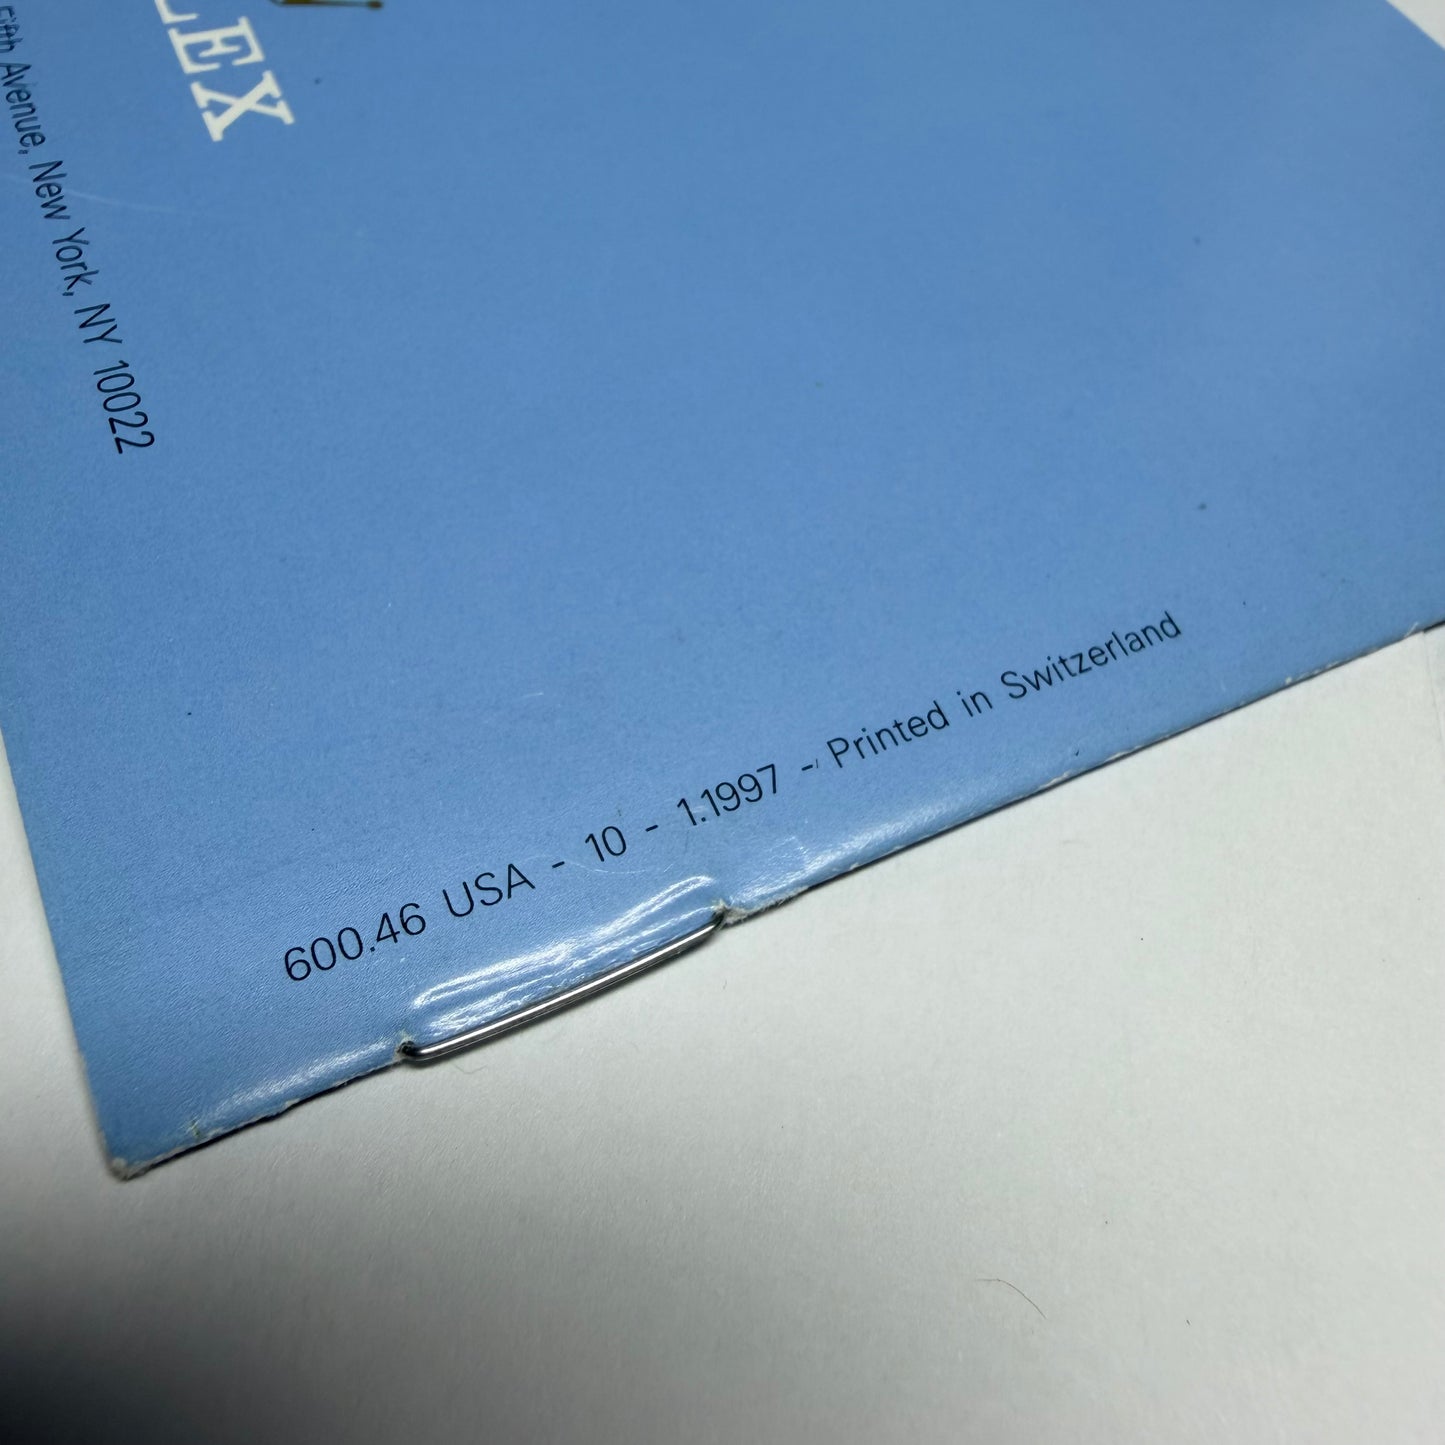 LEX
Fifth Avenue, New York, NY 10022
600.46 USA - 10 - 1.1997 - Printed in Switzerland